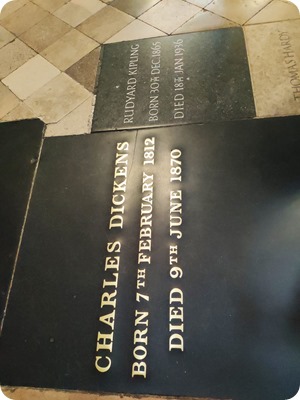 CHARLES DICKENS
BORN 7TH FEBRUARY 1812
DIED 9TH JUNE 1870
RUDYARD KIPLING
BORN 30TH DEC. 1865
DIED 18TH JAN. 1936
THOMAS HARDY